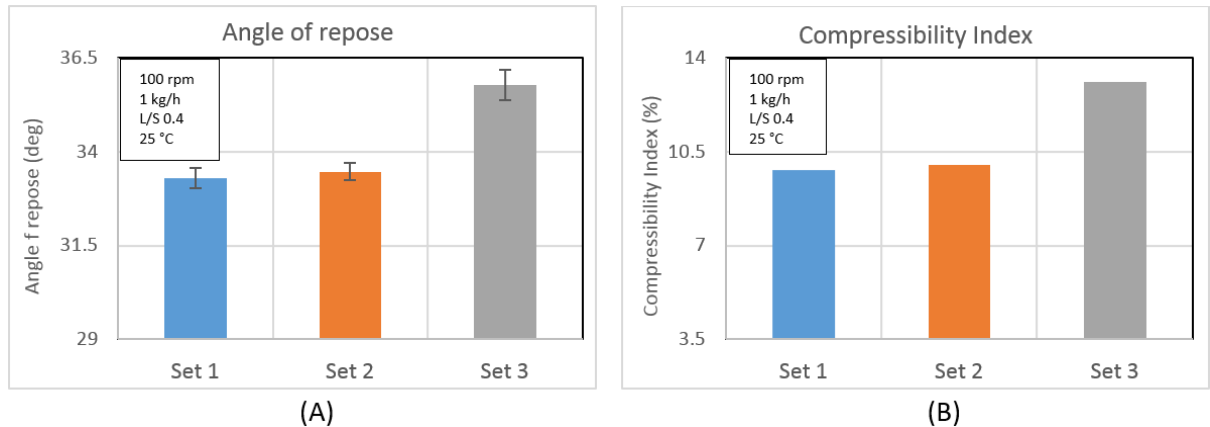 Angle of repose
36.5
34
31.5
29
Angle f repose (deg)
100 rpm
1 kg/h
L/S 0.4
25 °C
Set 1
Set 2
Set 3
(A)
Compressibility Index
14
10.5
7
3.5
Compressibility Index (%)
100 rpm
1 kg/h
L/S 0.4
25 °C
Set 1
Set 2
Set 3
(B)